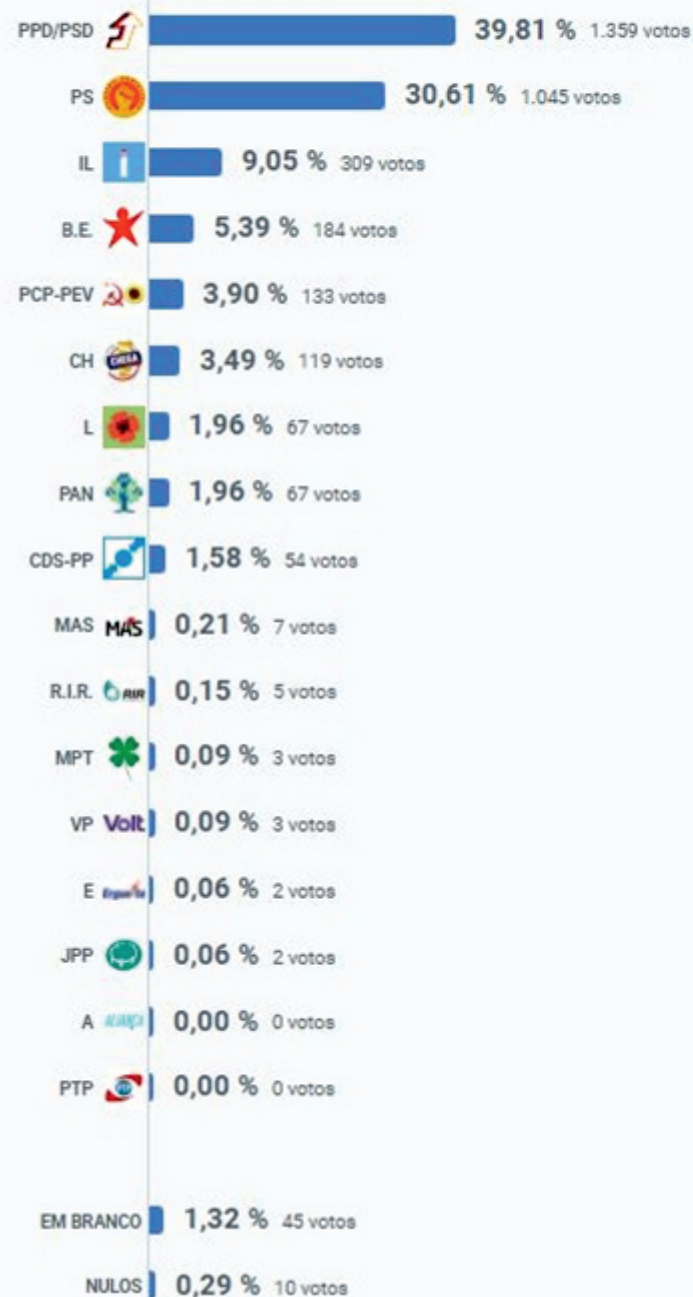 PPD/PSD 39,81 % 1.359 votos
PS 30,61 % 1.045 votos
IL 9,05 % 309 votos
B.E. 5,39 % 184 votos
PCP-PEV 3,90 % 133 votos
CH CHEGA 3,49 % 119 votos
L 1,96 % 67 votos
PAN 1,96 % 67 votos
CDS-PP 1,58 % 54 votos
MAS MAS 0,21 % 7 votos
R.I.R. RIR 0,15 % 5 votos
MPT 0,09 % 3 votos
VP Volt 0,09 % 3 votos
E 0,06 % 2 votos
JPP 0,06 % 2 votos
A ALIANÇA 0,00 % 0 votos
PTP 0,00 % 0 votos
EM BRANCO 1,32 % 45 votos
NULOS 0,29 % 10 votos